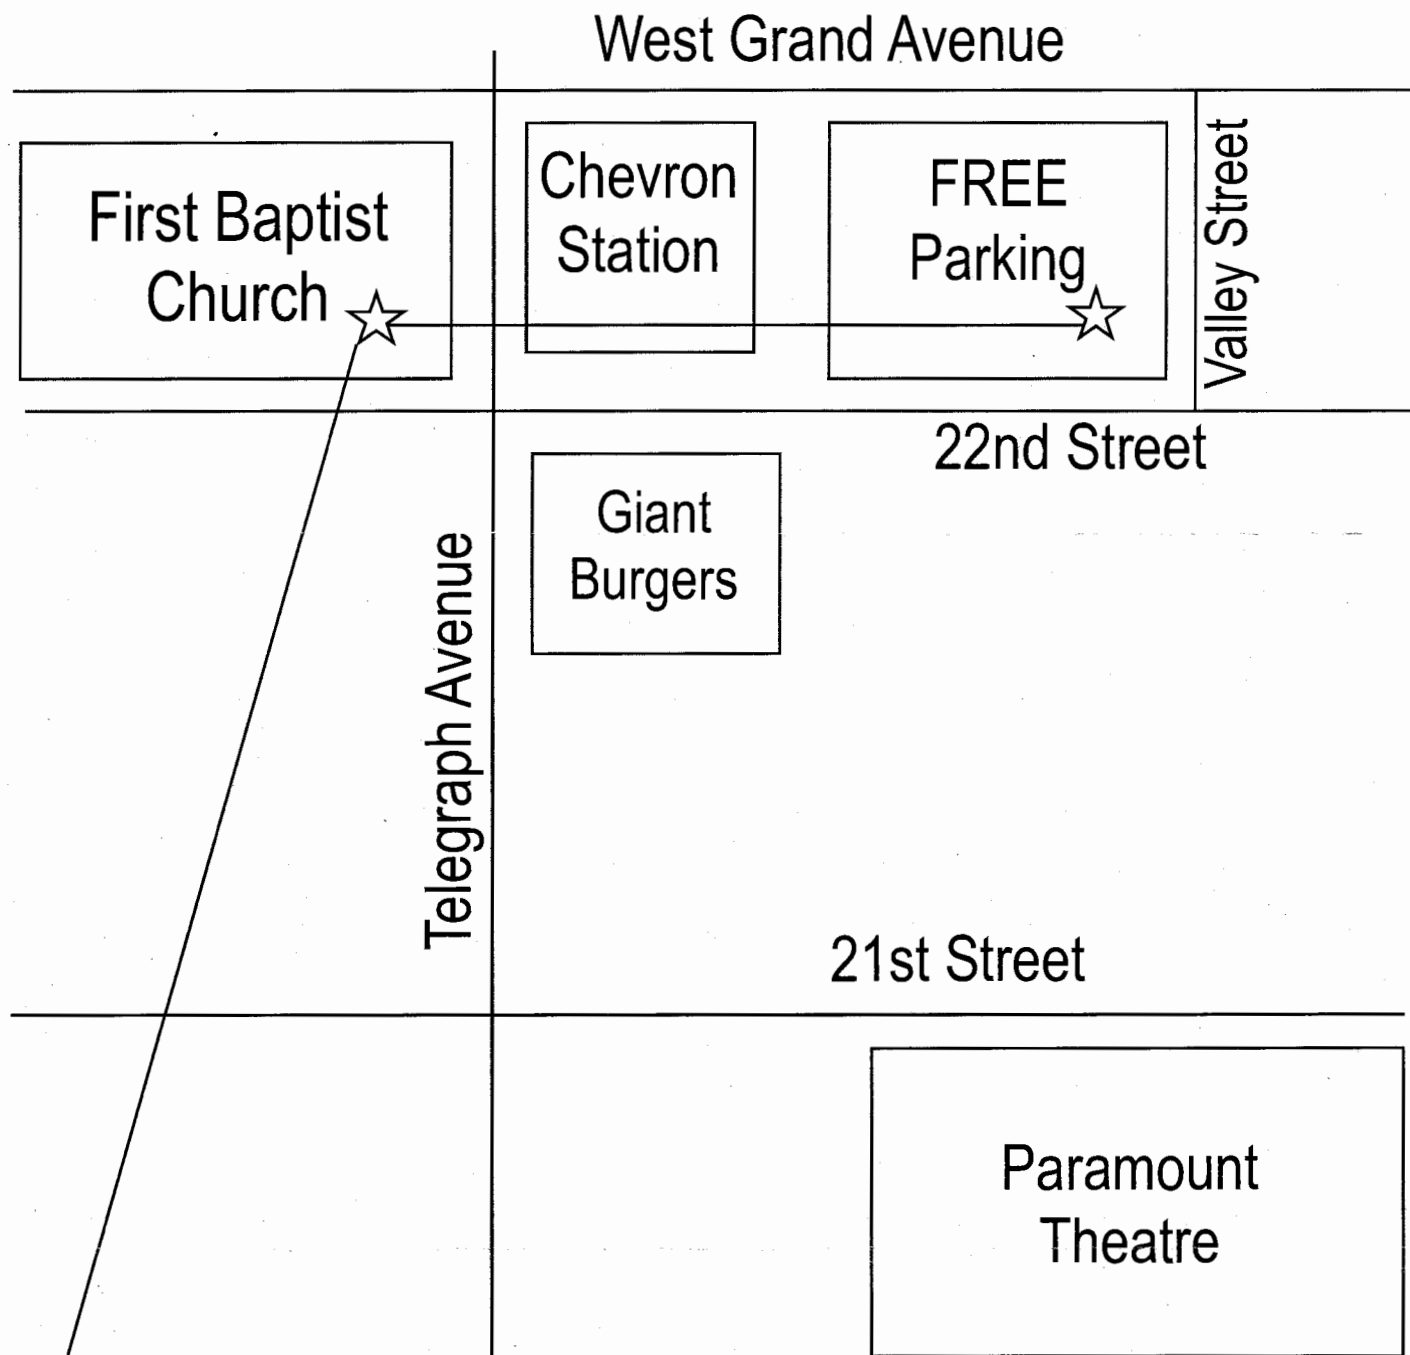 West Grand Avenue
First Baptist
Church
Chevron
Station
FREE
Parking
Valley Street
22nd Street
Giant
Burgers
Telegraph Avenue
21st Street
Paramount
Theatre